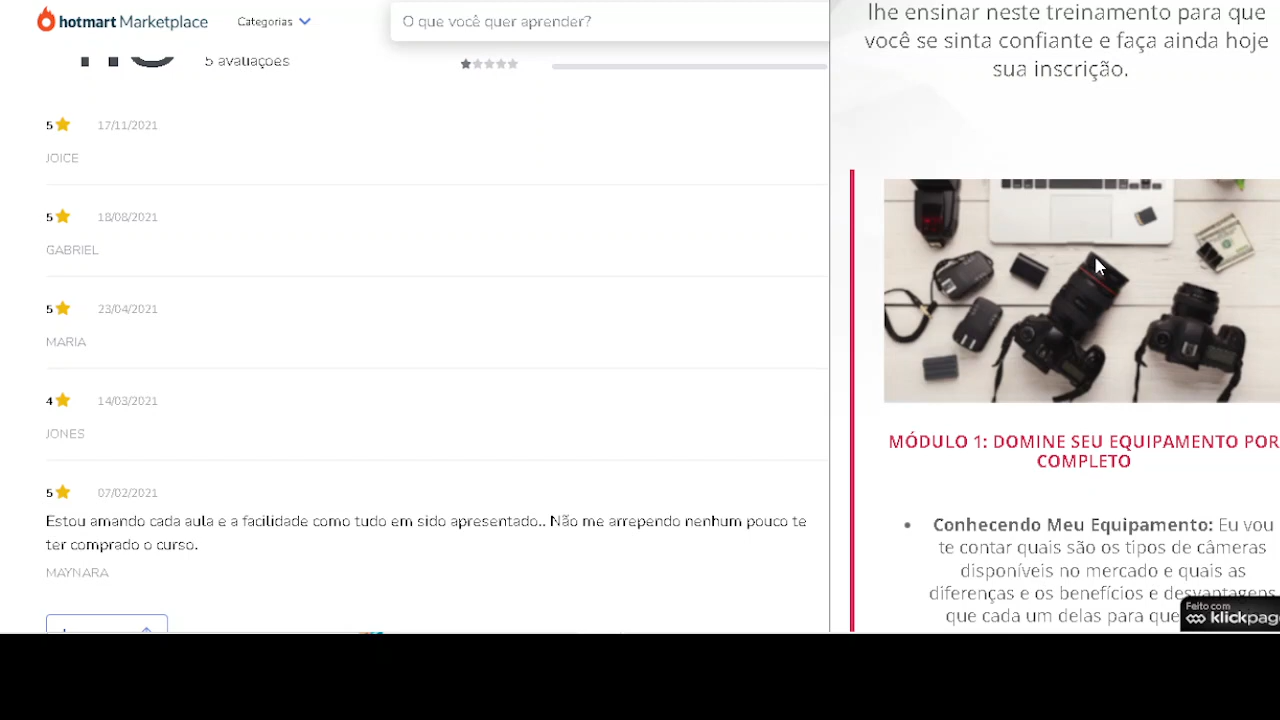 hotmart Marketplace
Categorias
O que você quer aprender?
5 avaliações
5
17/11/2021
JOICE
5
18/08/2021
GABRIEL
5
23/04/2021
MARIA
4
14/03/2021
JONES
5
07/02/2021
Estou amando cada aula e a facilidade como tudo em sido apresentado.. Não me arrependo nenhum pouco te
ter comprado o curso.
MAYNARA
lhe ensinar neste treinamento para que
você se sinta confiante e faça ainda hoje
sua inscrição.
MÓDULO 1: DOMINE SEU EQUIPAMENTO POR
COMPLETO
• Conhecendo Meu Equipamento: Eu vou
te contar quais são os tipos de câmeras
disponíveis no mercado e quais as
diferenças e os benefícios e desvantagens
que cada um delas para que
Feito com
klickpag